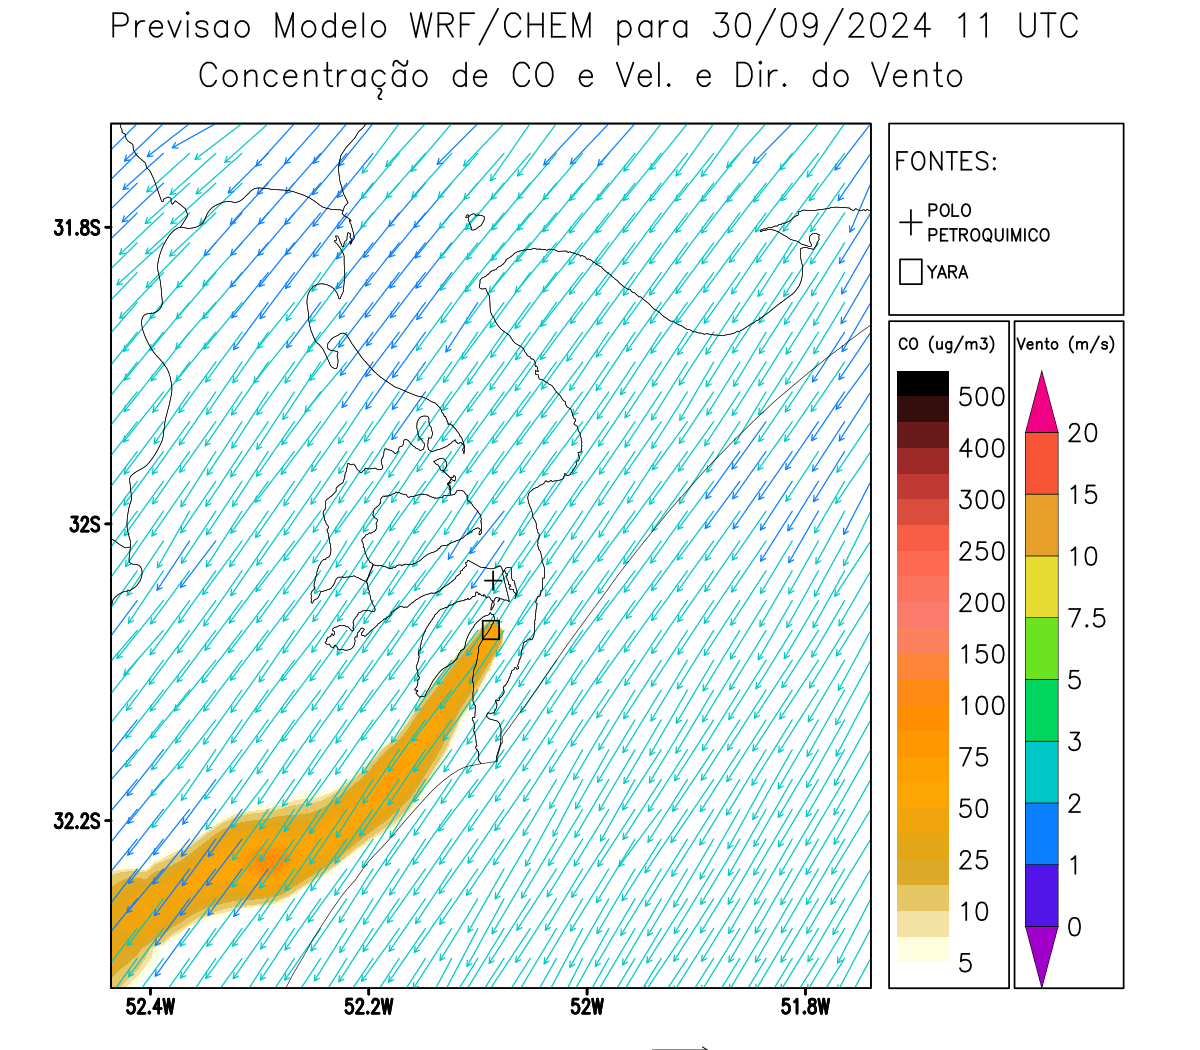 Previsao Modelo WRF/CHEM para 30/09/2024 11 UTC
Concentração de CO e Vel. e Dir. do Vento
FONTES:
POLO
PETROQUIMICO
YARA
31.8S
32S
32.2S
52.4W
52.2W
52W
51.8W
CO (ug/m3)
500
400
300
250
200
150
100
75
50
25
10
5
Vento (m/s)
20
15
10
7.5
5
3
2
1
0